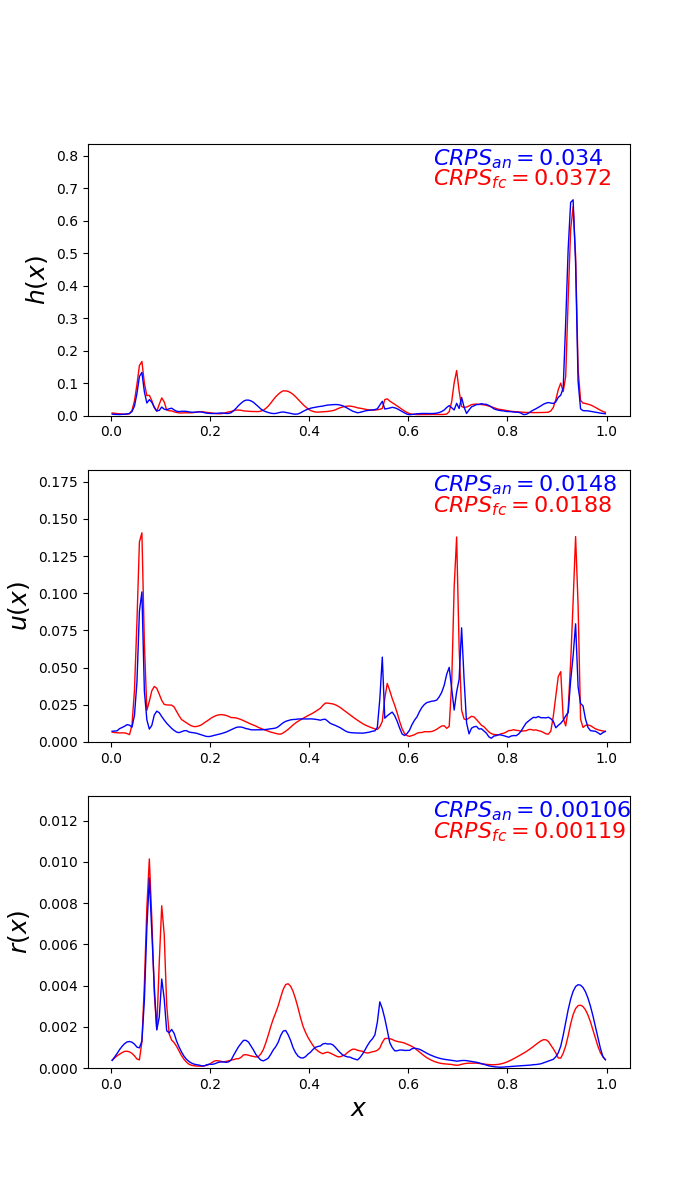 CRPS_an = 0.034
CRPS_fc = 0.0372
0.8
0.7
0.6
0.5
0.4
0.3
0.2
0.1
0.0
h(x)
0.0 0.2 0.4 0.6 0.8 1.0
CRPS_an = 0.0148
CRPS_fc = 0.0188
0.175
0.150
0.125
0.100
0.075
0.050
0.025
0.000
u(x)
0.0 0.2 0.4 0.6 0.8 1.0
CRPS_an = 0.00106
CRPS_fc = 0.00119
0.012
0.010
0.008
0.006
0.004
0.002
0.000
r(x)
0.0 0.2 0.4 0.6 0.8 1.0
x